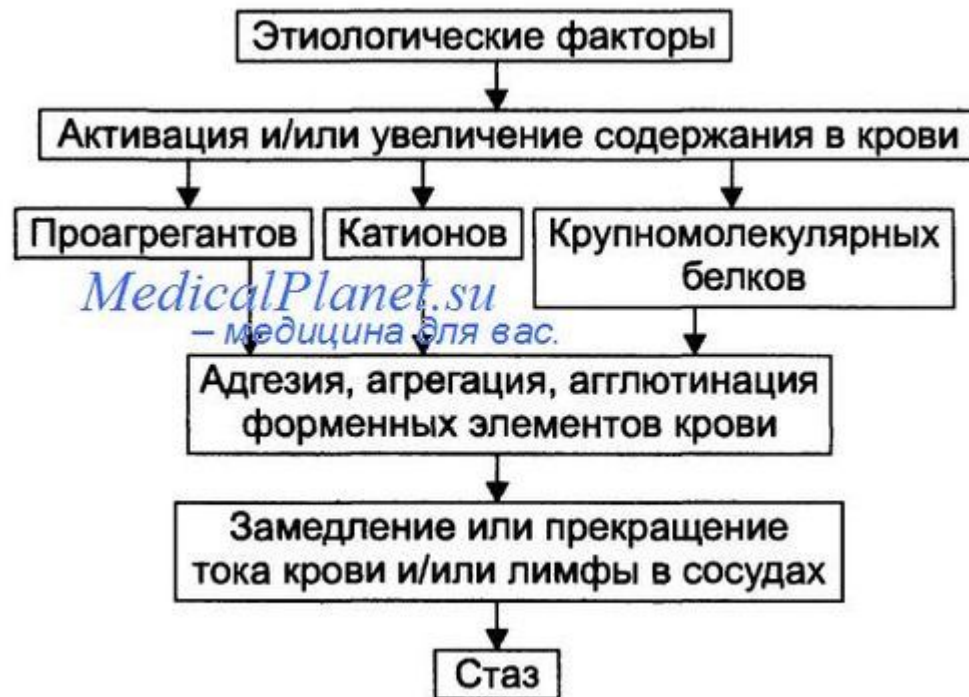 Этиологические факторы
Активация и/или увеличение содержания в крови
Проагрегантов
Катионов
Крупномолекулярных
белков
MedicalPlanet.su
– медицина для вас.
Адгезия, агрегация, агглютинация
форменных элементов крови
Замедление или прекращение
тока крови и/или лимфы в сосудах
Стаз